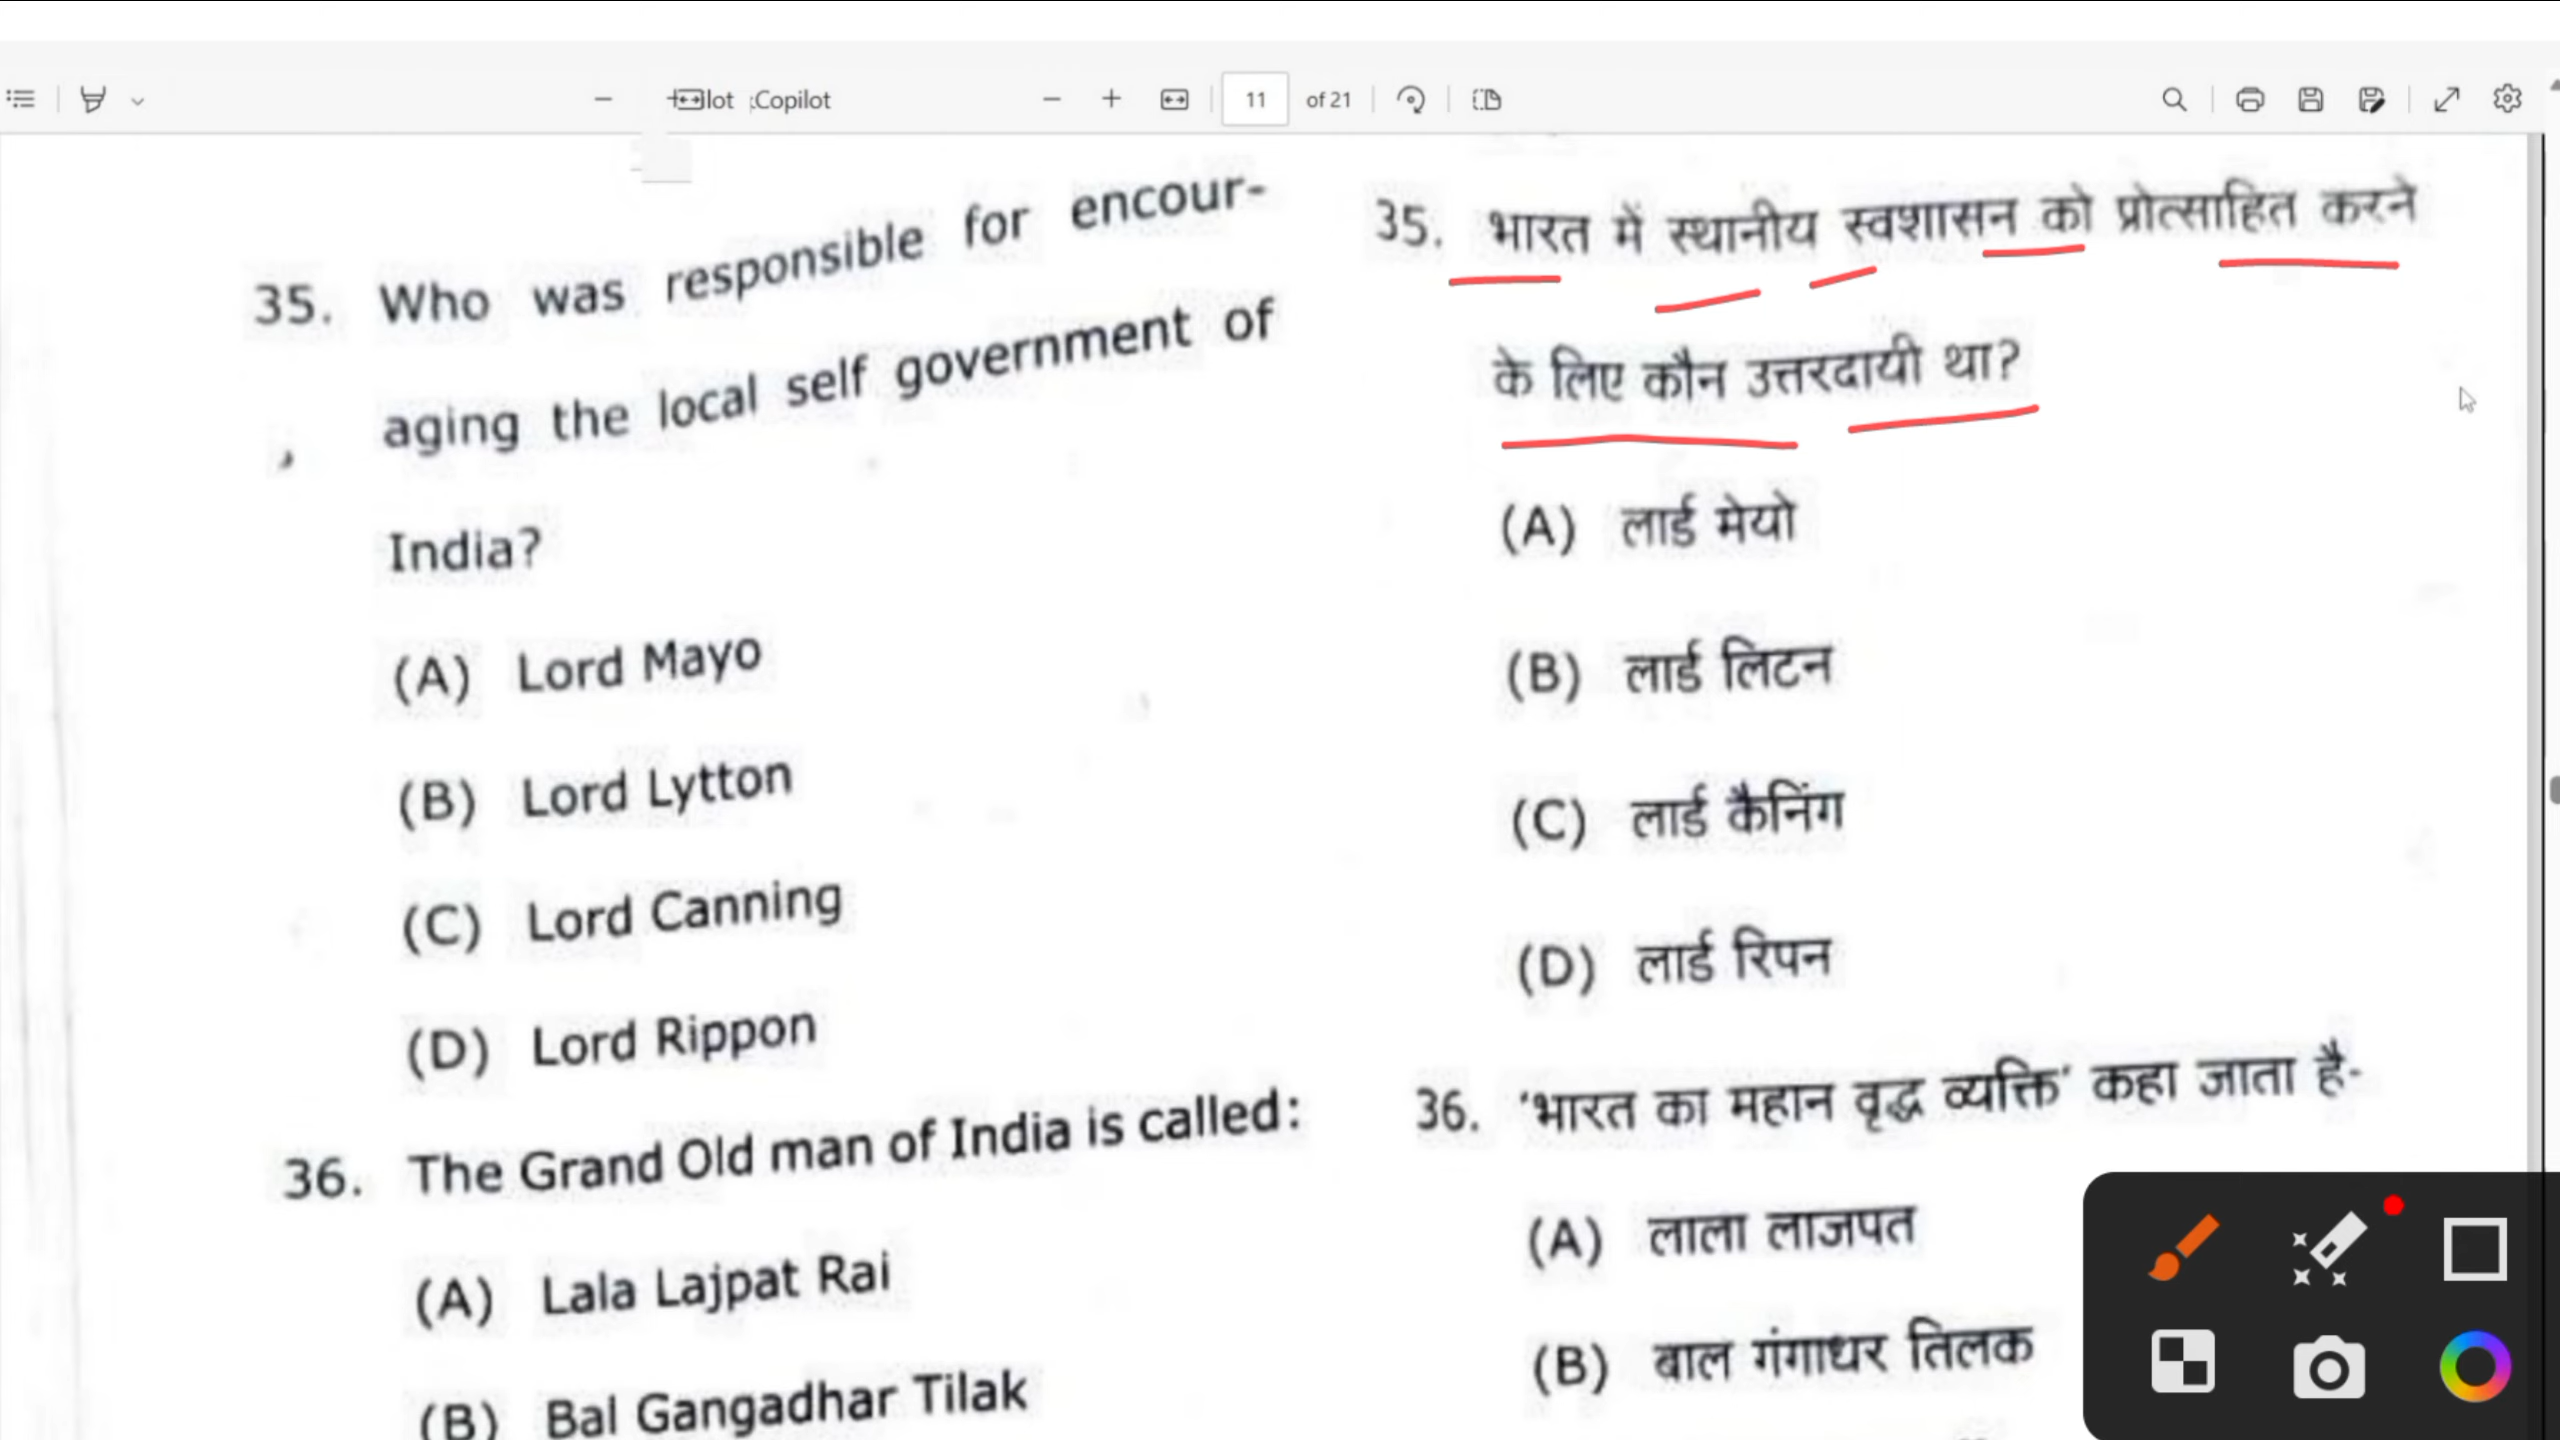 lot Copilot 11 of 21
35. Who was responsible for encour-
aging the local self government of
India?
(A) Lord Mayo
(B) Lord Lytton
(C) Lord Canning
(D) Lord Rippon
36. The Grand Old man of India is called:
(A) Lala Lajpat Rai
(B) Bal Gangadhar Tilak
35. भारत में स्थानीय स्वशासन को प्रोत्साहित करने
के लिए कौन उत्तरदायी था?
(A) लार्ड मेयो
(B) लार्ड लिटन
(C) लार्ड कैनिंग
(D) लार्ड रिपन
36. 'भारत का महान वृद्ध व्यक्ति' कहा जाता है-
(A) लाला लाजपत
(B) बाल गंगाधर तिलक